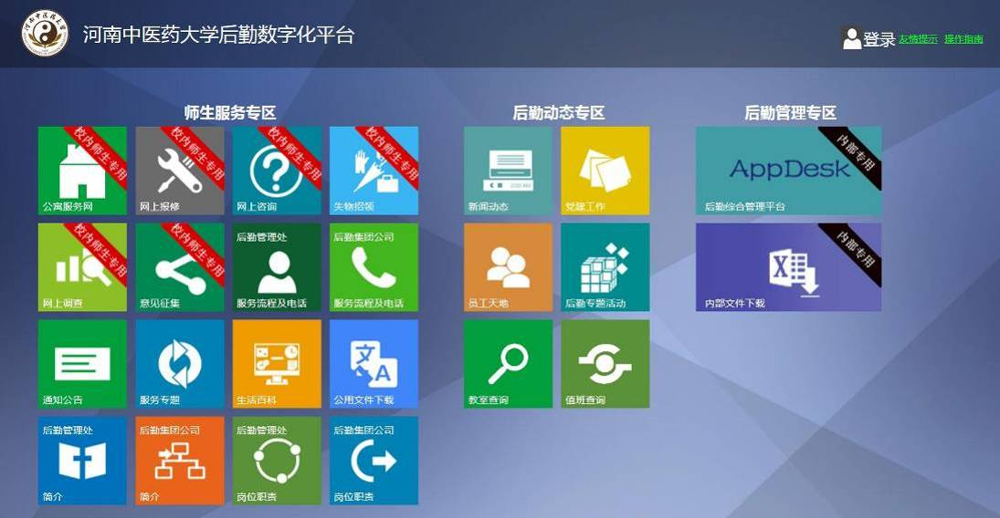 河南中医药大学后勤数字化平台
登录 友情提示 操作指南
师生服务专区
校内师生专用
公寓服务网
校内师生专用
网上报修
校内师生专用
网上咨询
校内师生专用
失物招领
校内师生专用
网上调查
校内师生专用
意见征集
后勤管理处
服务流程及电话
后勤集团公司
服务流程及电话
通知公告
服务专题
生活百科
文
A
公用文件下载
后勤管理处
简介
后勤集团公司
简介
后勤管理处
岗位职责
后勤集团公司
岗位职责
后勤动态专区
新闻动态
党建工作
员工天地
后勤专题活动
教室查询
值班查询
后勤管理专区
内部专用
AppDesk
后勤综合管理平台
内部专用
X
内部文件下载